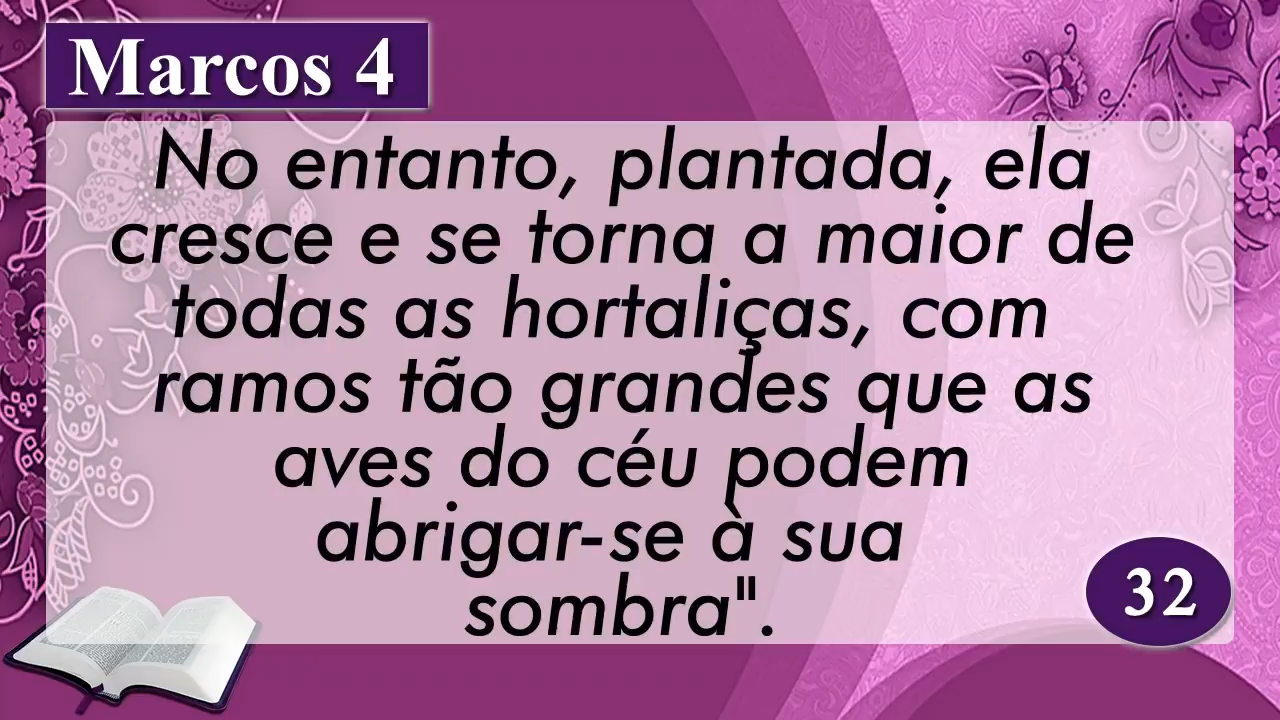 Marcos 4
No entanto, plantada, ela
cresce e se torna a maior de
todas as hortaliças, com
ramos tão grandes que as
aves do céu podem
abrigar-se à sua
sombra".
32